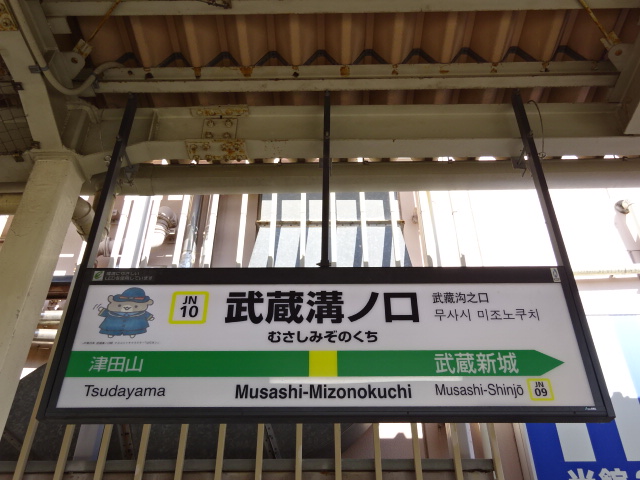 JN
10
武蔵溝ノ口
むさしみぞのくち
武藏沟之口
무사시 미조노쿠치
津田山
武蔵新城
Tsudayama
Musashi-Mizonokuchi
Musashi-Shinjō
JN
09